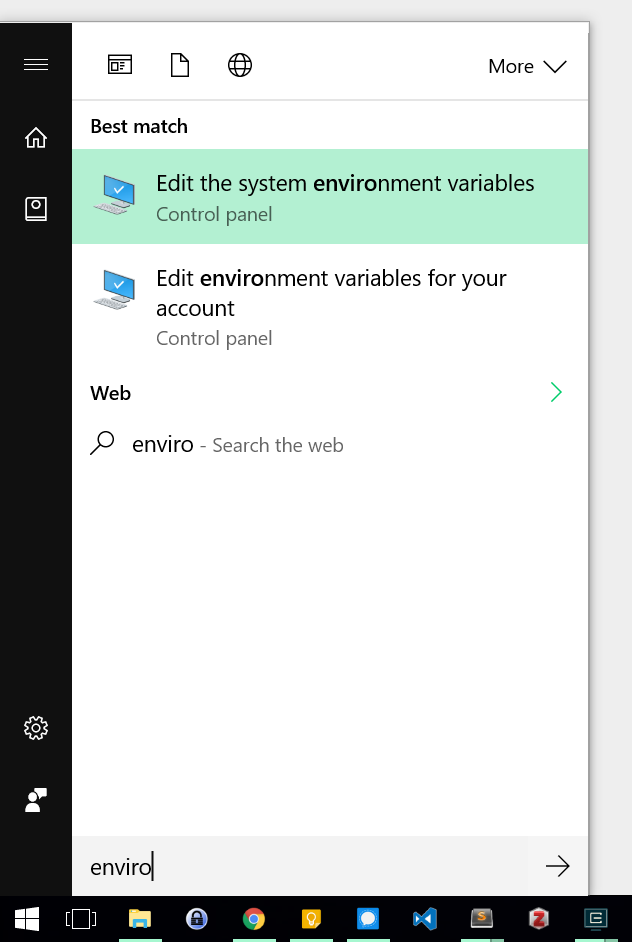 More
Best match
Edit the system environment variables
Control panel
Edit environment variables for your
account
Control panel
Web
enviro - Search the web
enviro